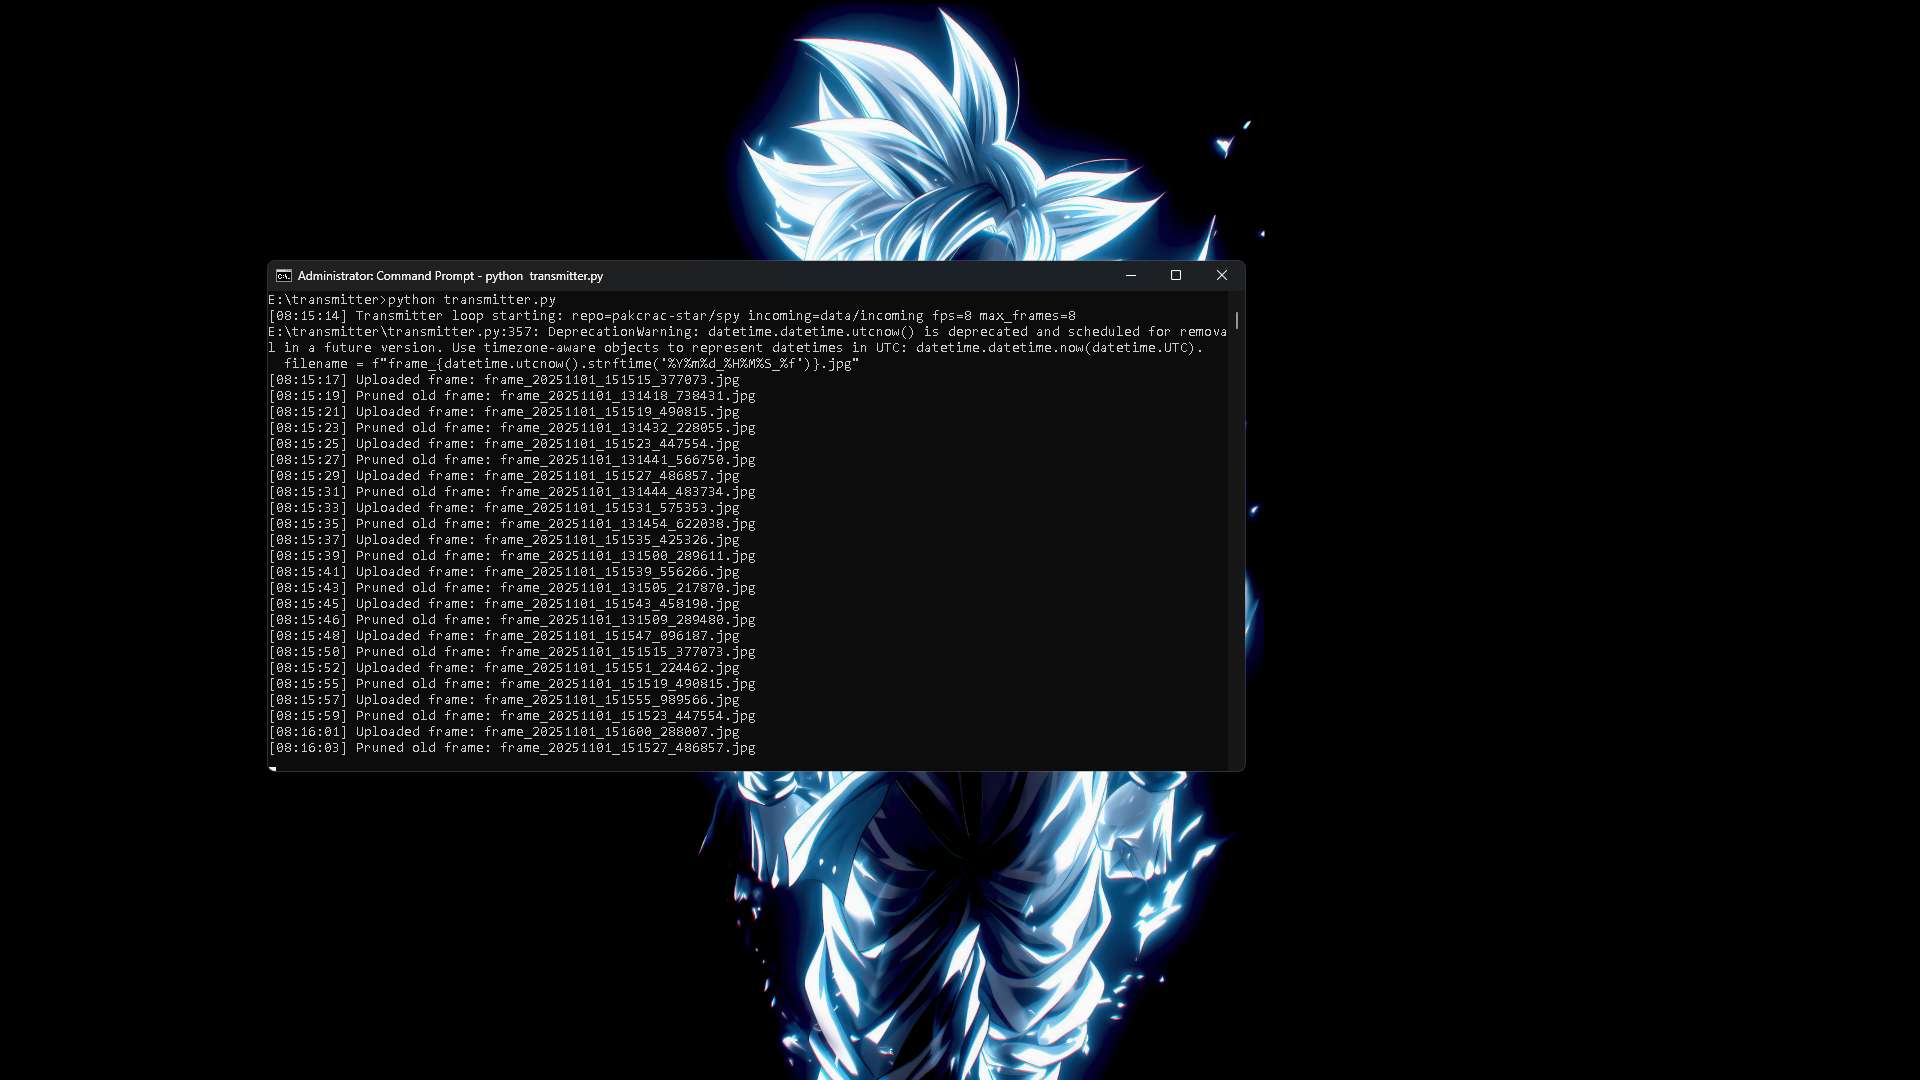 Administrator: Command Prompt - python  transmitter.py
E:\transmitter>python transmitter.py
[08:15:14] Transmitter loop starting: repo=pakcrac-star/spy incoming=data/incoming fps=8 max_frames=8
E:\transmitter\transmitter.py:357: DeprecationWarning: datetime.datetime.utcnow() is deprecated and scheduled for remova
l in a future version. Use timezone-aware objects to represent datetimes in UTC: datetime.datetime.now(datetime.UTC).
  filename = f"frame_{datetime.utcnow().strftime('%Y%m%d_%H%M%S_%f')}.jpg"
[08:15:17] Uploaded frame: frame_20251101_151515_377073.jpg
[08:15:19] Pruned old frame: frame_20251101_131418_738431.jpg
[08:15:21] Uploaded frame: frame_20251101_151519_490815.jpg
[08:15:23] Pruned old frame: frame_20251101_131432_228055.jpg
[08:15:25] Uploaded frame: frame_20251101_151523_447554.jpg
[08:15:27] Pruned old frame: frame_20251101_131441_566750.jpg
[08:15:29] Uploaded frame: frame_20251101_151527_486857.jpg
[08:15:31] Pruned old frame: frame_20251101_131444_483734.jpg
[08:15:33] Uploaded frame: frame_20251101_151531_575353.jpg
[08:15:35] Pruned old frame: frame_20251101_131454_622038.jpg
[08:15:37] Uploaded frame: frame_20251101_151535_425326.jpg
[08:15:39] Pruned old frame: frame_20251101_131500_289611.jpg
[08:15:41] Uploaded frame: frame_20251101_151539_556266.jpg
[08:15:43] Pruned old frame: frame_20251101_131505_217870.jpg
[08:15:45] Uploaded frame: frame_20251101_151543_458190.jpg
[08:15:46] Pruned old frame: frame_20251101_131509_289480.jpg
[08:15:48] Uploaded frame: frame_20251101_151547_096187.jpg
[08:15:50] Pruned old frame: frame_20251101_151515_377073.jpg
[08:15:52] Uploaded frame: frame_20251101_151551_224462.jpg
[08:15:55] Pruned old frame: frame_20251101_151519_490815.jpg
[08:15:57] Uploaded frame: frame_20251101_151555_989566.jpg
[08:15:59] Pruned old frame: frame_20251101_151523_447554.jpg
[08:16:01] Uploaded frame: frame_20251101_151600_288007.jpg
[08:16:03] Pruned old frame: frame_20251101_151527_486857.jpg